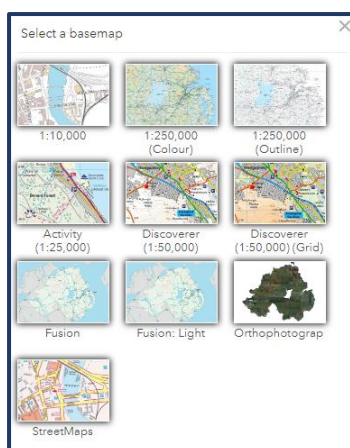 Select a basemap
1:10,000
1:250,000
(Colour)
1:250,000
(Outline)
Activity
(1:25,000)
Discoverer
(1:50,000)
Discoverer
(1:50,000) (Grid)
Fusion
Fusion: Light
Orthophotograp
StreetMaps